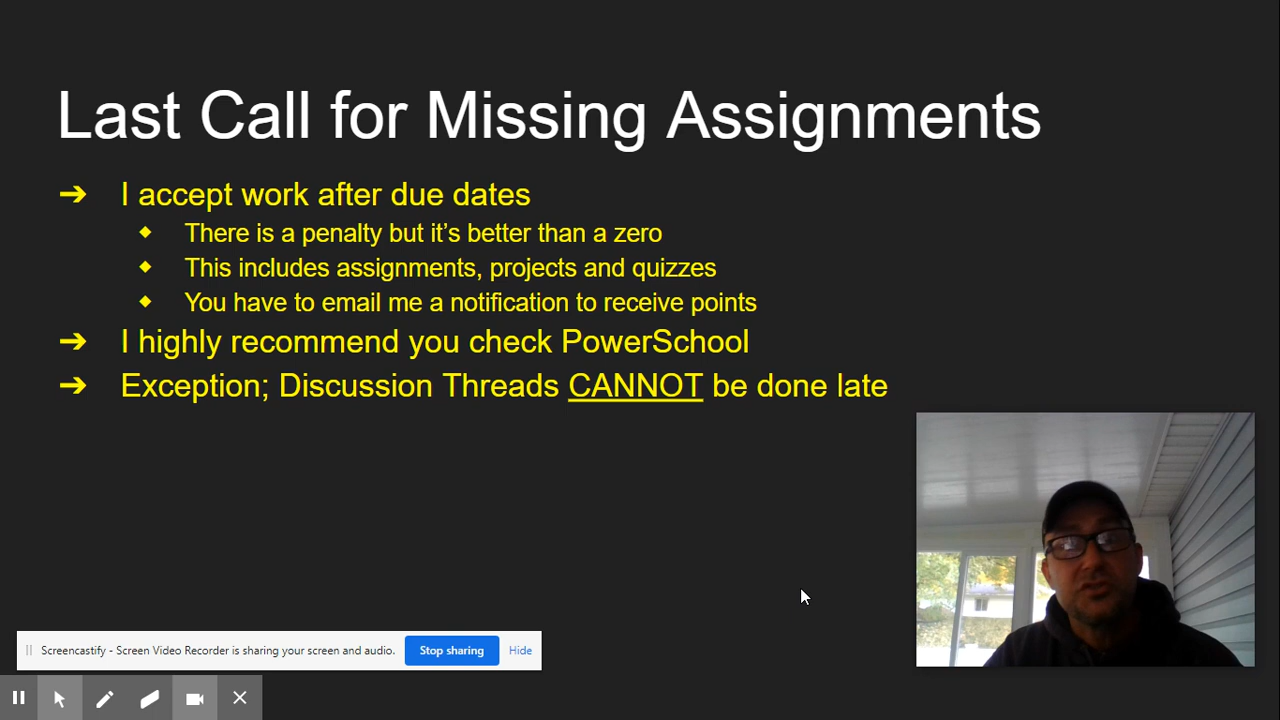 Last Call for Missing Assignments
➔ I accept work after due dates
◆ There is a penalty but it’s better than a zero
◆ This includes assignments, projects and quizzes
◆ You have to email me a notification to receive points
➔ I highly recommend you check PowerSchool
➔ Exception; Discussion Threads CANNOT be done late
Screencastify - Screen Video Recorder is sharing your screen and audio. Stop sharing Hide